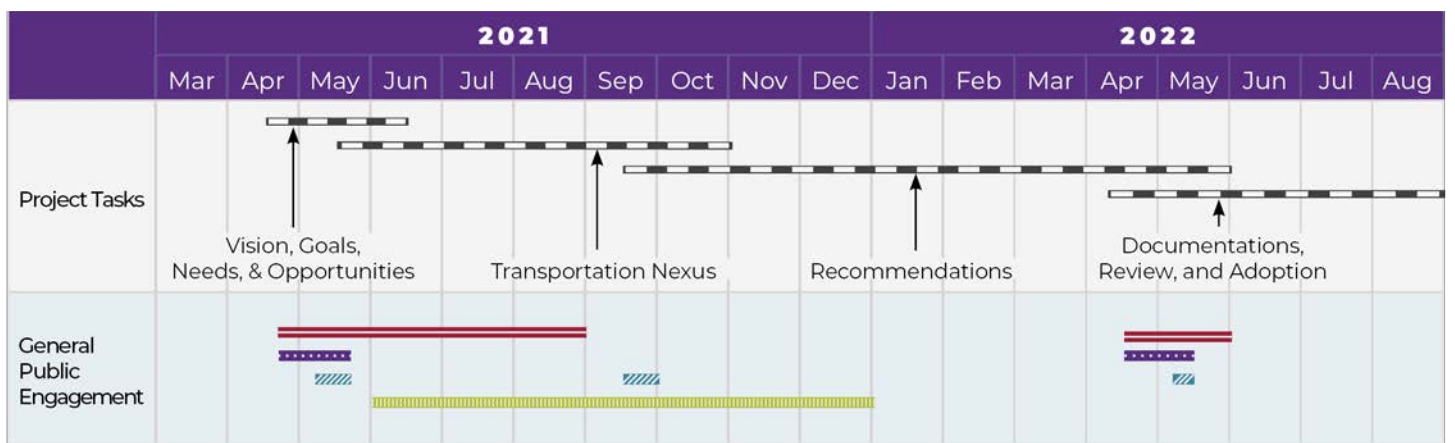 2021
2022
Mar Apr May Jun Jul Aug Sep Oct Nov Dec Jan Feb Mar Apr May Jun Jul Aug
Project Tasks
Vision, Goals,
Needs, & Opportunities
Transportation Nexus
Recommendations
Documentations,
Review, and Adoption
General
Public
Engagement